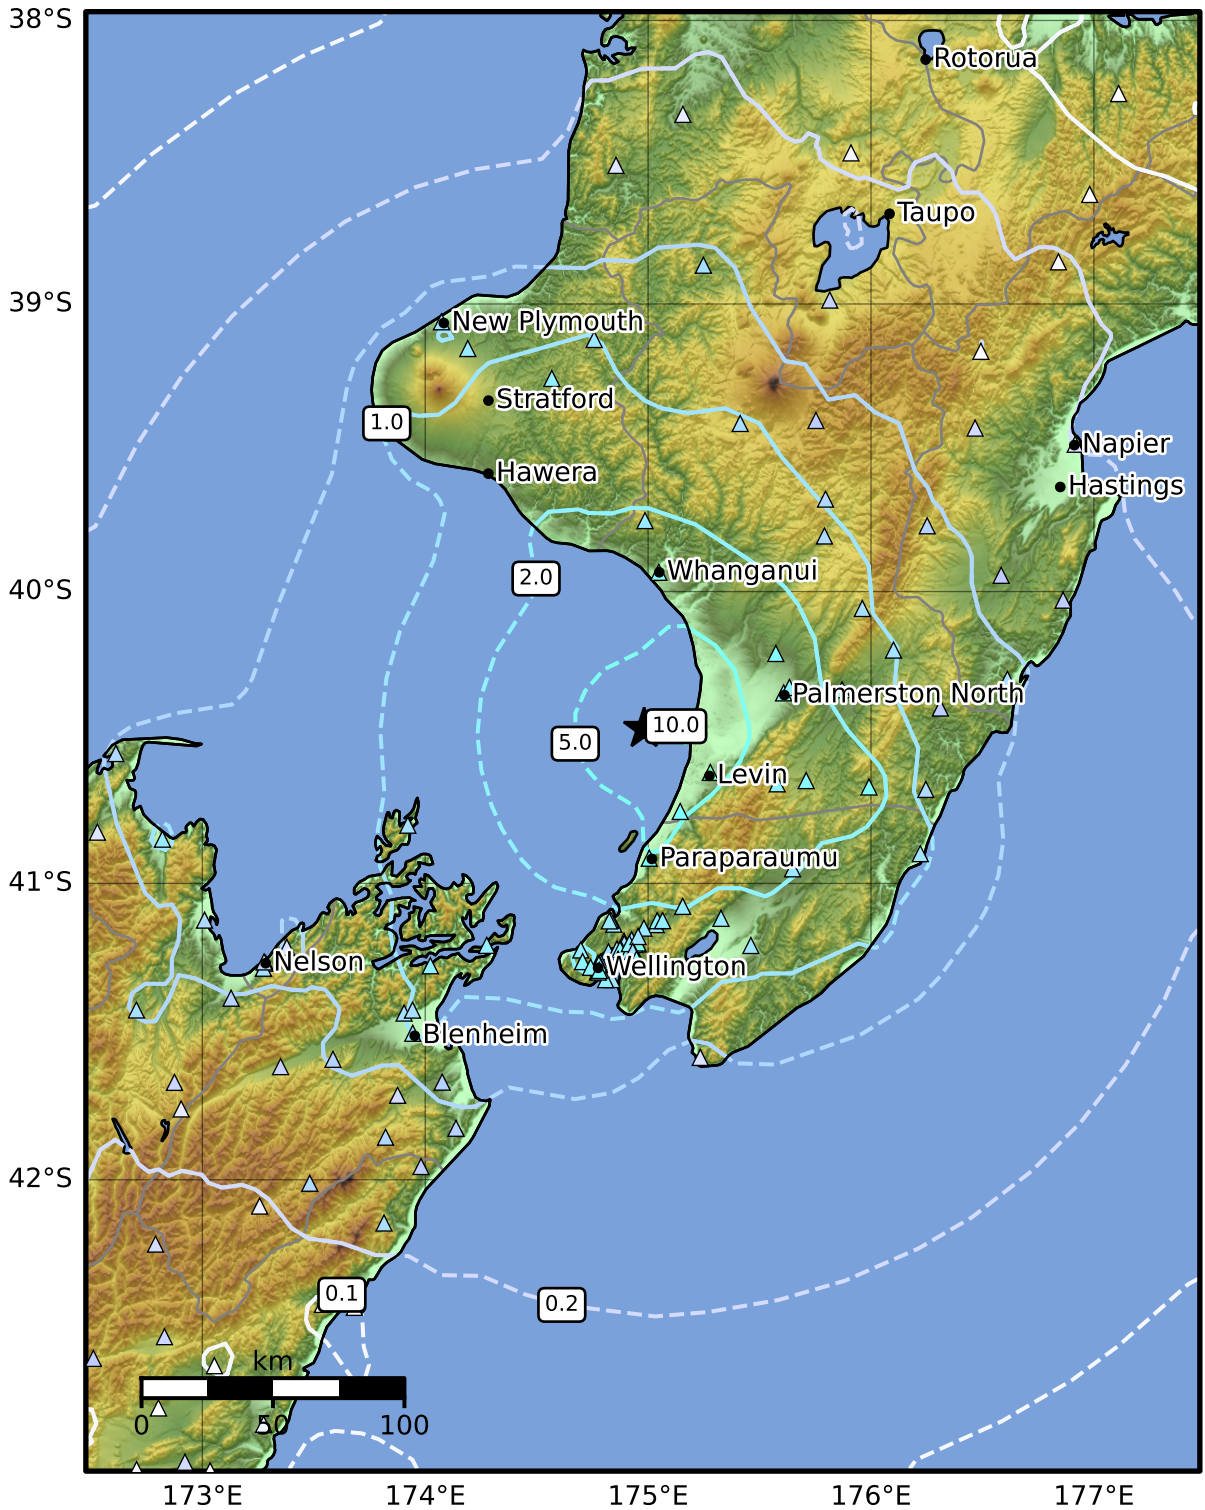 38°S
Rotorua
Taupo
39°S
New Plymouth
Stratford
1.0
Napier
Hawera
Hastings
Whanganui
2.0
40°S
Palmerston North
10.0
5.0
Levin
Paraparaumu
41°S
Nelson
Wellington
Blenheim
42°S
0.1
0.2
km
0 50 100
173°E 174°E 175°E 176°E 177°E